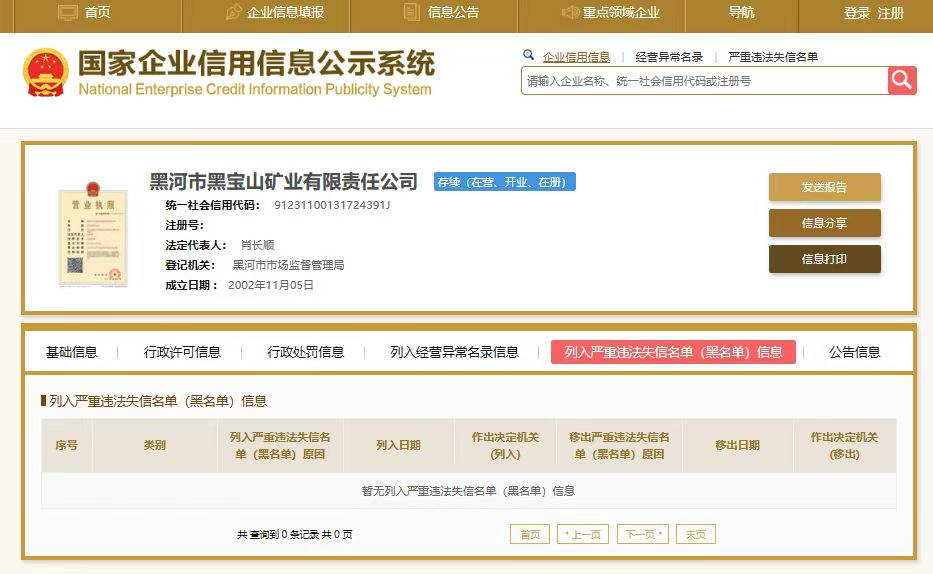 首页 企业信息填报 信息公告 重点领域企业 导航 登录 注册
国家企业信用信息公示系统
National Enterprise Credit Information Publicity System
企业信用信息 | 经营异常名录 | 严重违法失信名单
请输入企业名称、统一社会信用代码或注册号
黑河市黑宝山矿业有限责任公司 存续（在营、开业、在册）
统一社会信用代码： 91231100131724391J
注册号：
法定代表人： 肖长顺
登记机关： 黑河市市场监督管理局
成立日期： 2002年11月05日
营业执照
发送报告
信息分享
信息打印
基础信息 | 行政许可信息 | 行政处罚信息 | 列入经营异常名录信息 | 列入严重违法失信名单（黑名单）信息 | 公告信息
列入严重违法失信名单（黑名单）信息
序号 类别 列入严重违法失信名单（黑名单）原因 列入日期 作出决定机关(列入) 移出严重违法失信名单（黑名单）原因 移出日期 作出决定机关(移出)
暂无列入严重违法失信名单（黑名单）信息
共 查询到 0 条记录 共 0 页 首页 上一页 下一页 末页